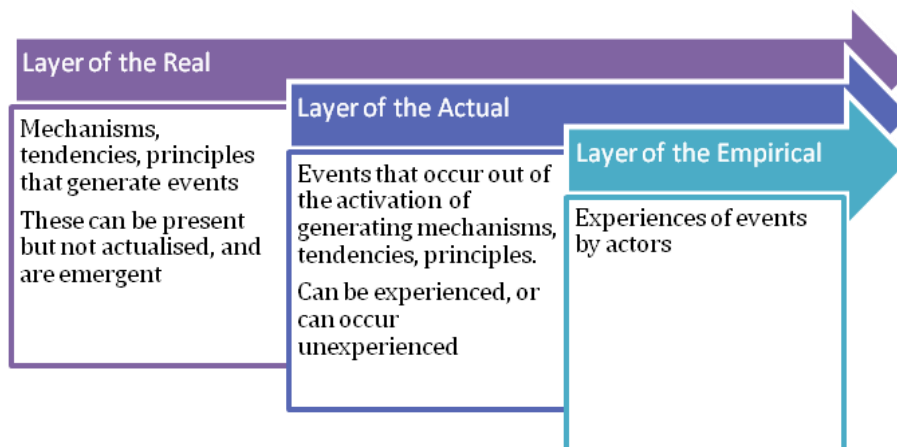 Layer of the Real
Mechanisms,
tendencies, principles
that generate events
These can be present
but not actualised, and
are emergent
Layer of the Actual
Events that occur out of
the activation of
generating mechanisms,
tendencies, principles.
Can be experienced, or
can occur
unexperienced
Layer of the Empirical
Experiences of events
by actors